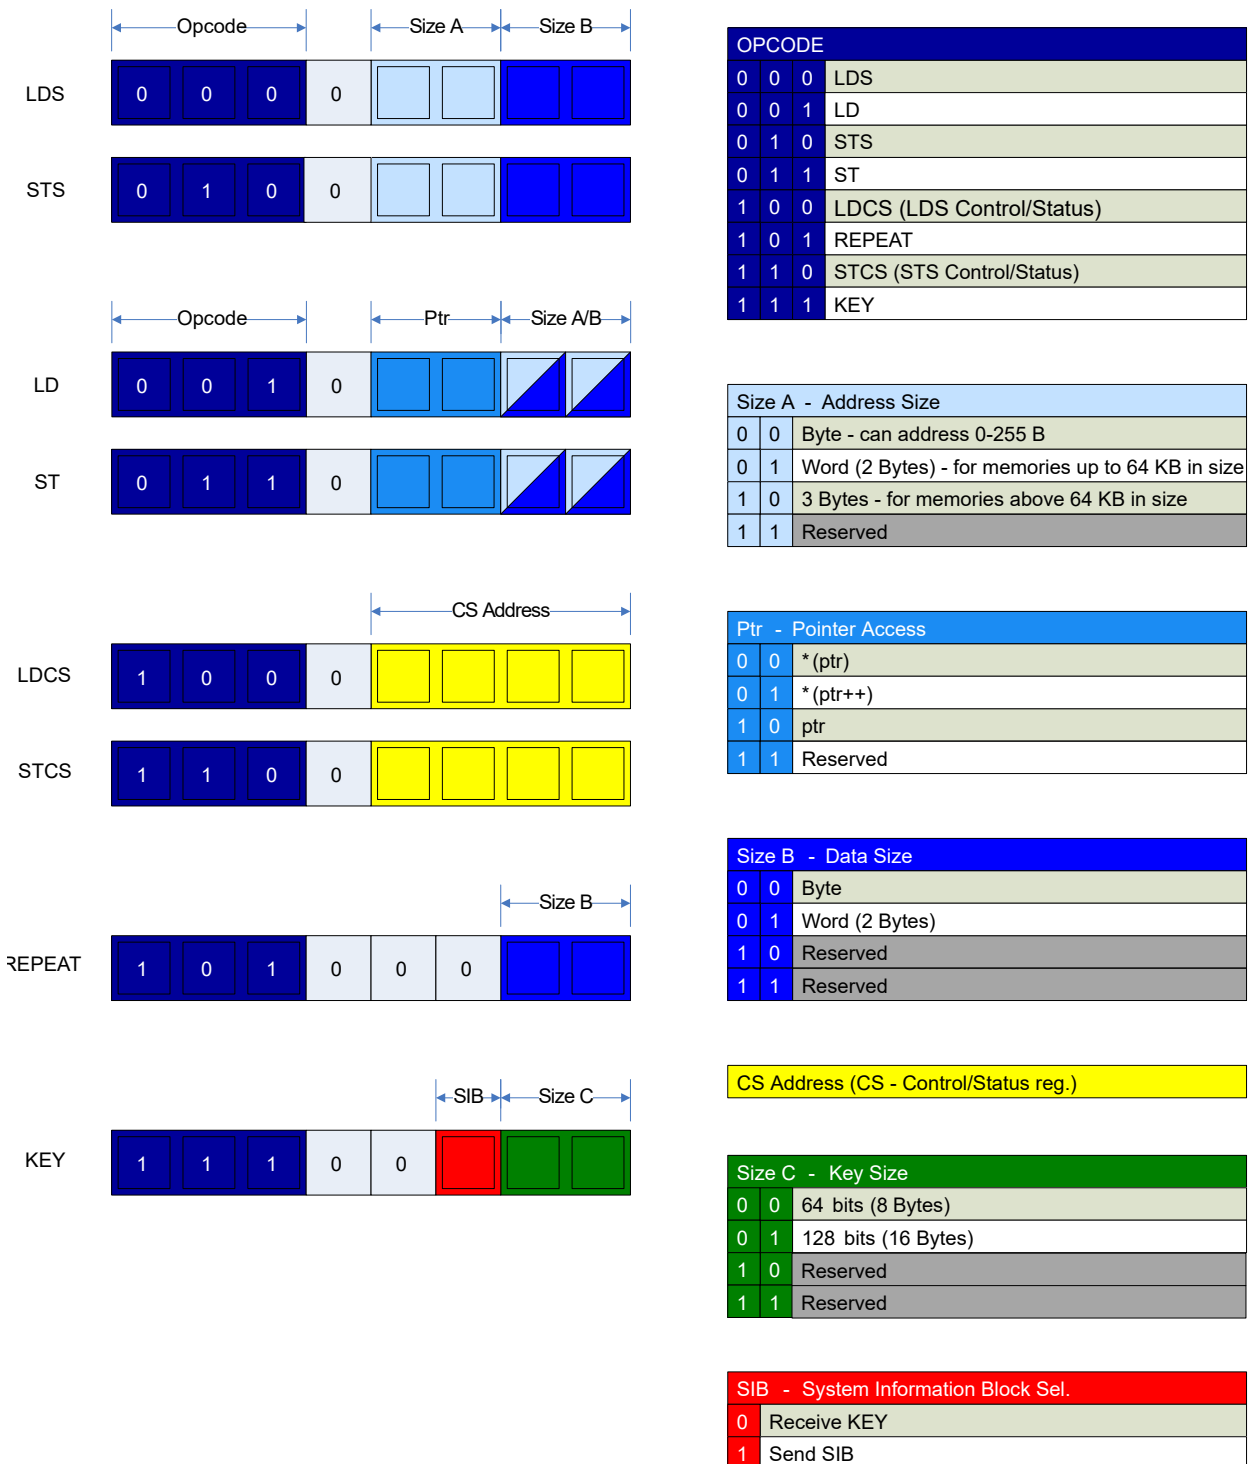 Opcode Size A Size B
LDS 0 0 0 0
STS 0 1 0 0
Opcode Ptr Size A/B
LD 0 0 1 0
ST 0 1 1 0
CS Address
LDCS 1 0 0 0
STCS 1 1 0 0
Size B
REPEAT 1 0 1 0 0 0
SIB Size C
KEY 1 1 1 0 0
OPCODE
0 0 0 LDS
0 0 1 LD
0 1 0 STS
0 1 1 ST
1 0 0 LDCS (LDS Control/Status)
1 0 1 REPEAT
1 1 0 STCS (STS Control/Status)
1 1 1 KEY
Size A - Address Size
0 0 Byte - can address 0-255 B
0 1 Word (2 Bytes) - for memories up to 64 KB in size
1 0 3 Bytes - for memories above 64 KB in size
1 1 Reserved
Ptr - Pointer Access
0 0 *(ptr)
0 1 *(ptr++)
1 0 ptr
1 1 Reserved
Size B - Data Size
0 0 Byte
0 1 Word (2 Bytes)
1 0 Reserved
1 1 Reserved
CS Address (CS - Control/Status reg.)
Size C - Key Size
0 0 64 bits (8 Bytes)
0 1 128 bits (16 Bytes)
1 0 Reserved
1 1 Reserved
SIB - System Information Block Sel.
0 Receive KEY
1 Send SIB